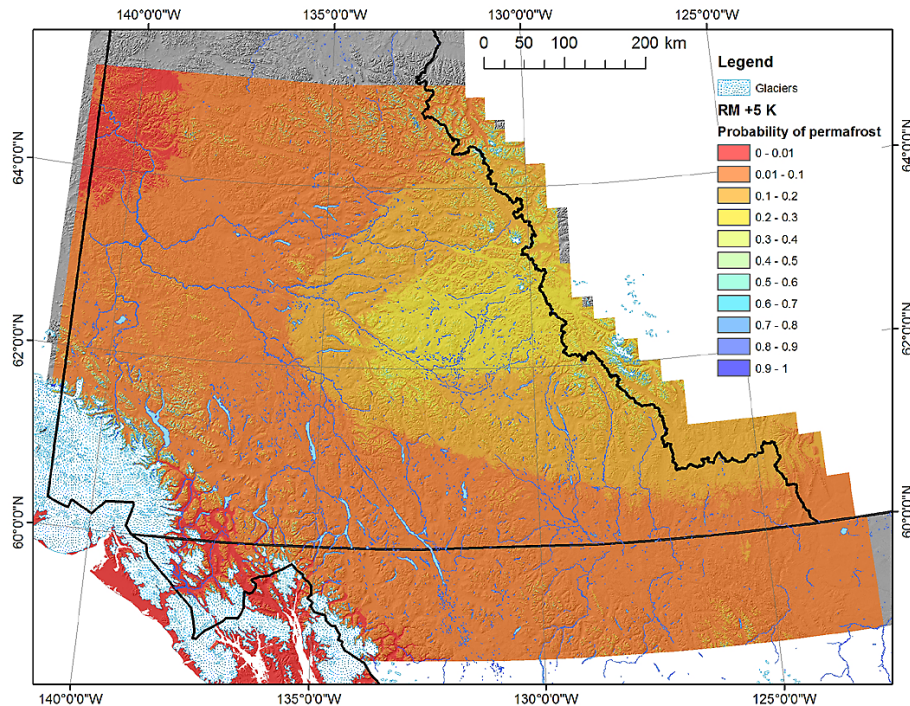 140°0'0"W 135°0'0"W 130°0'0"W 125°0'0"W
0 50 100 200 km
Legend
Glaciers
RM +5 K
Probability of permafrost
0 - 0.01
0.01 - 0.1
0.1 - 0.2
0.2 - 0.3
0.3 - 0.4
0.4 - 0.5
0.5 - 0.6
0.6 - 0.7
0.7 - 0.8
0.8 - 0.9
0.9 - 1
64°0'0"N
64°0'0"N
62°0'0"N
62°0'0"N
60°0'0"N
60°0'0"N
140°0'0"W 135°0'0"W 130°0'0"W 125°0'0"W